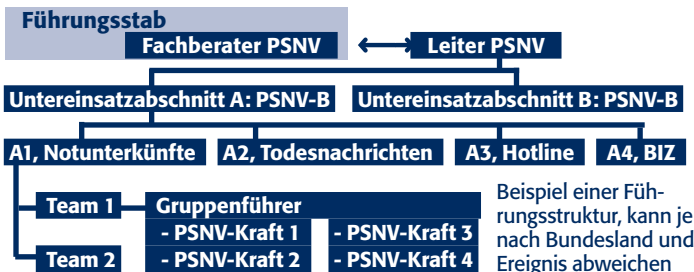 Führungsstab
Fachberater PSNV
Leiter PSNV
Untereinsatzabschnitt A: PSNV-B
Untereinsatzabschnitt B: PSNV-B
A1, Notunterkünfte
A2, Todesnachrichten
A3, Hotline
A4, BIZ
Team 1
Gruppenführer
- PSNV-Kraft 1
- PSNV-Kraft 3
Team 2
- PSNV-Kraft 2
- PSNV-Kraft 4
Beispiel einer Füh-
rungsstruktur, kann je
nach Bundesland und
Ereignis abweichen